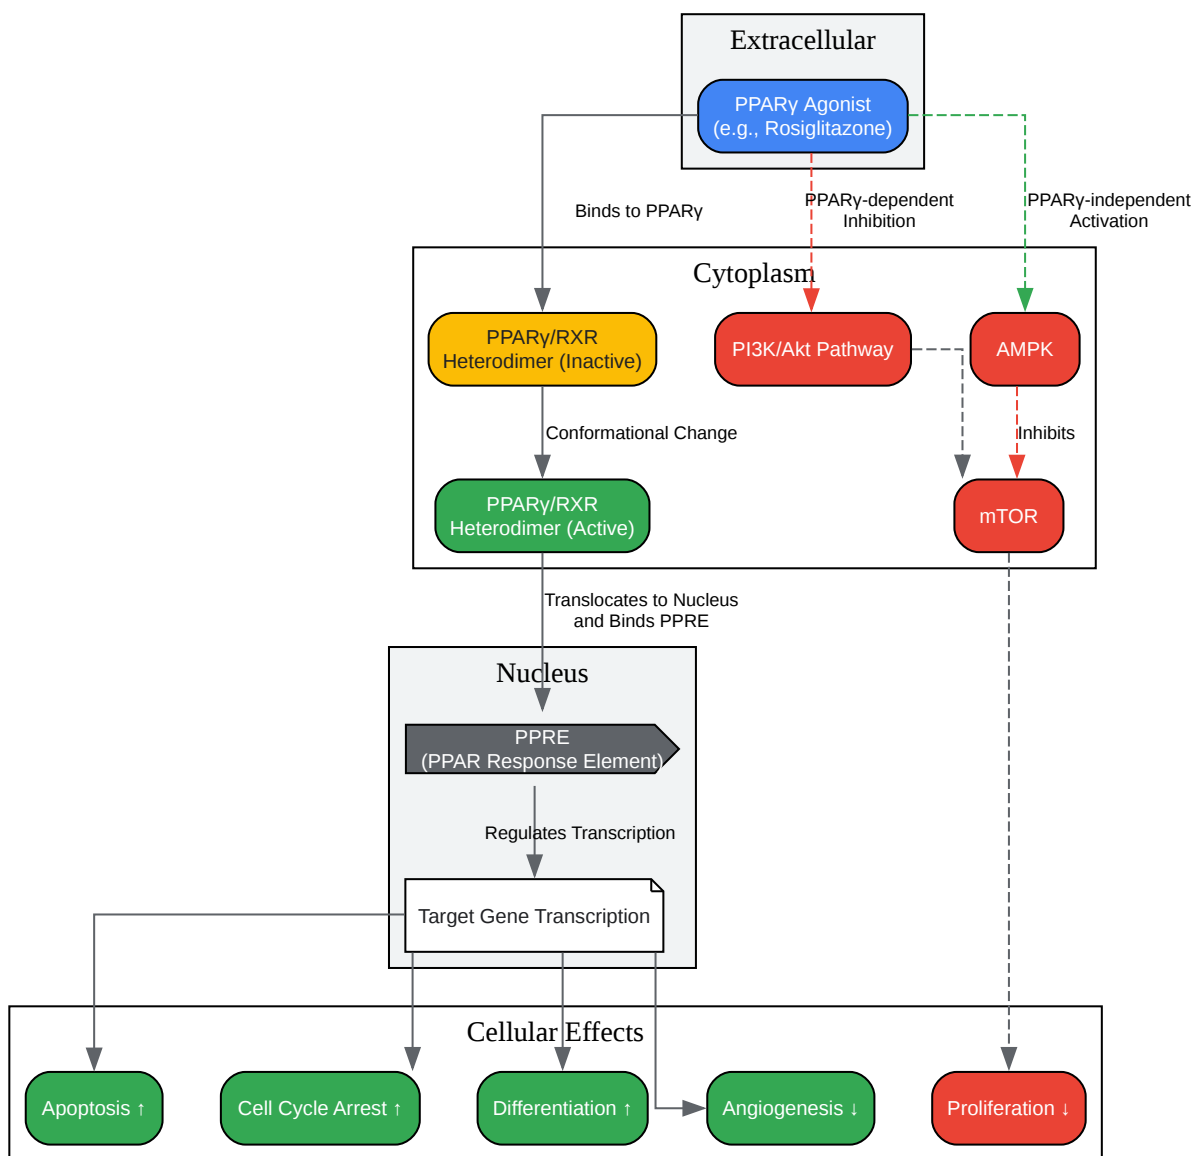 Extracellular
PPARγ Agonist
(e.g., Rosiglitazone)
Binds to PPARγ
PPARγ-dependent
Inhibition
PPARγ-independent
Activation
Cytoplasm
PPARγ/RXR
Heterodimer (Inactive)
PI3K/Akt Pathway
AMPK
Conformational Change
Inhibits
PPARγ/RXR
Heterodimer (Active)
mTOR
Translocates to Nucleus
and Binds PPRE
Nucleus
PPRE
(PPAR Response Element)
Regulates Transcription
Target Gene Transcription
Cellular Effects
Apoptosis ↑
Cell Cycle Arrest ↑
Differentiation ↑
Angiogenesis ↓
Proliferation ↓